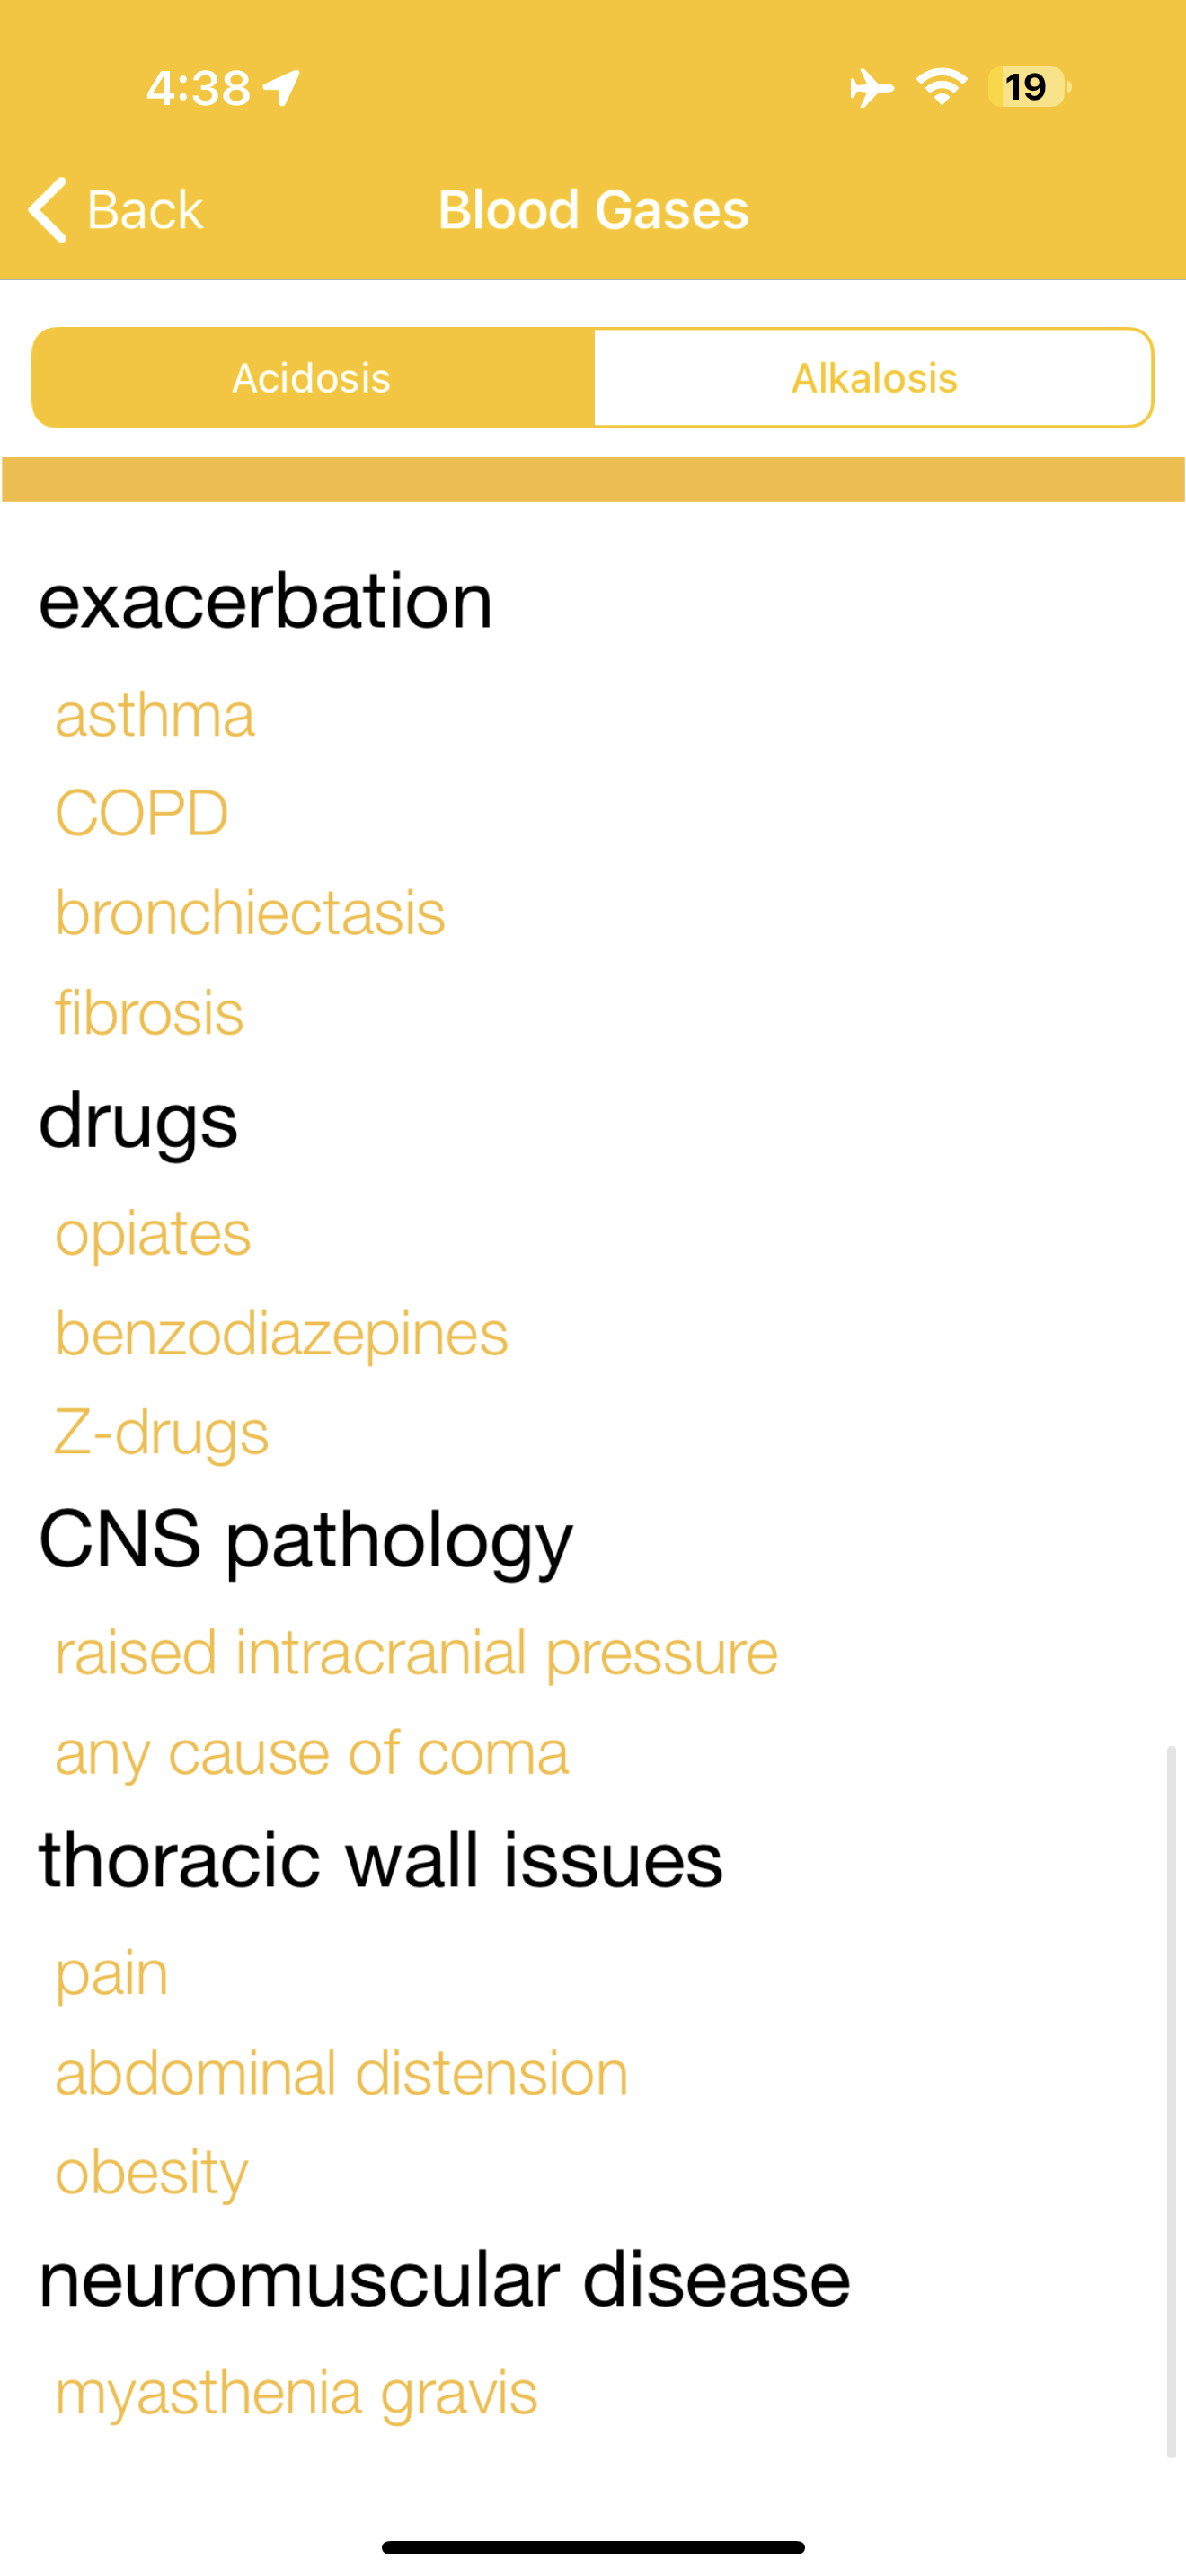 4:38
19
Back
Blood Gases
Acidosis
Alkalosis
exacerbation
asthma
COPD
bronchiectasis
fibrosis
drugs
opiates
benzodiazepines
Z-drugs
CNS pathology
raised intracranial pressure
any cause of coma
thoracic wall issues
pain
abdominal distension
obesity
neuromuscular disease
myasthenia gravis